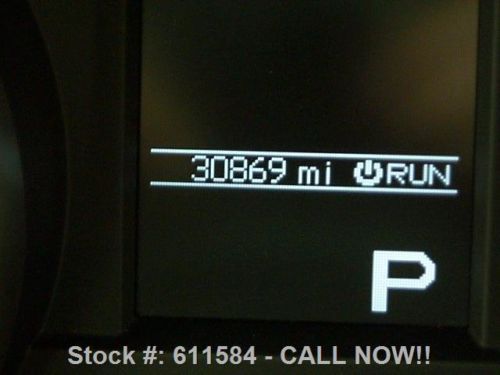 30869 mi ⏻RUN
P
Stock #: 611584 - CALL NOW!!